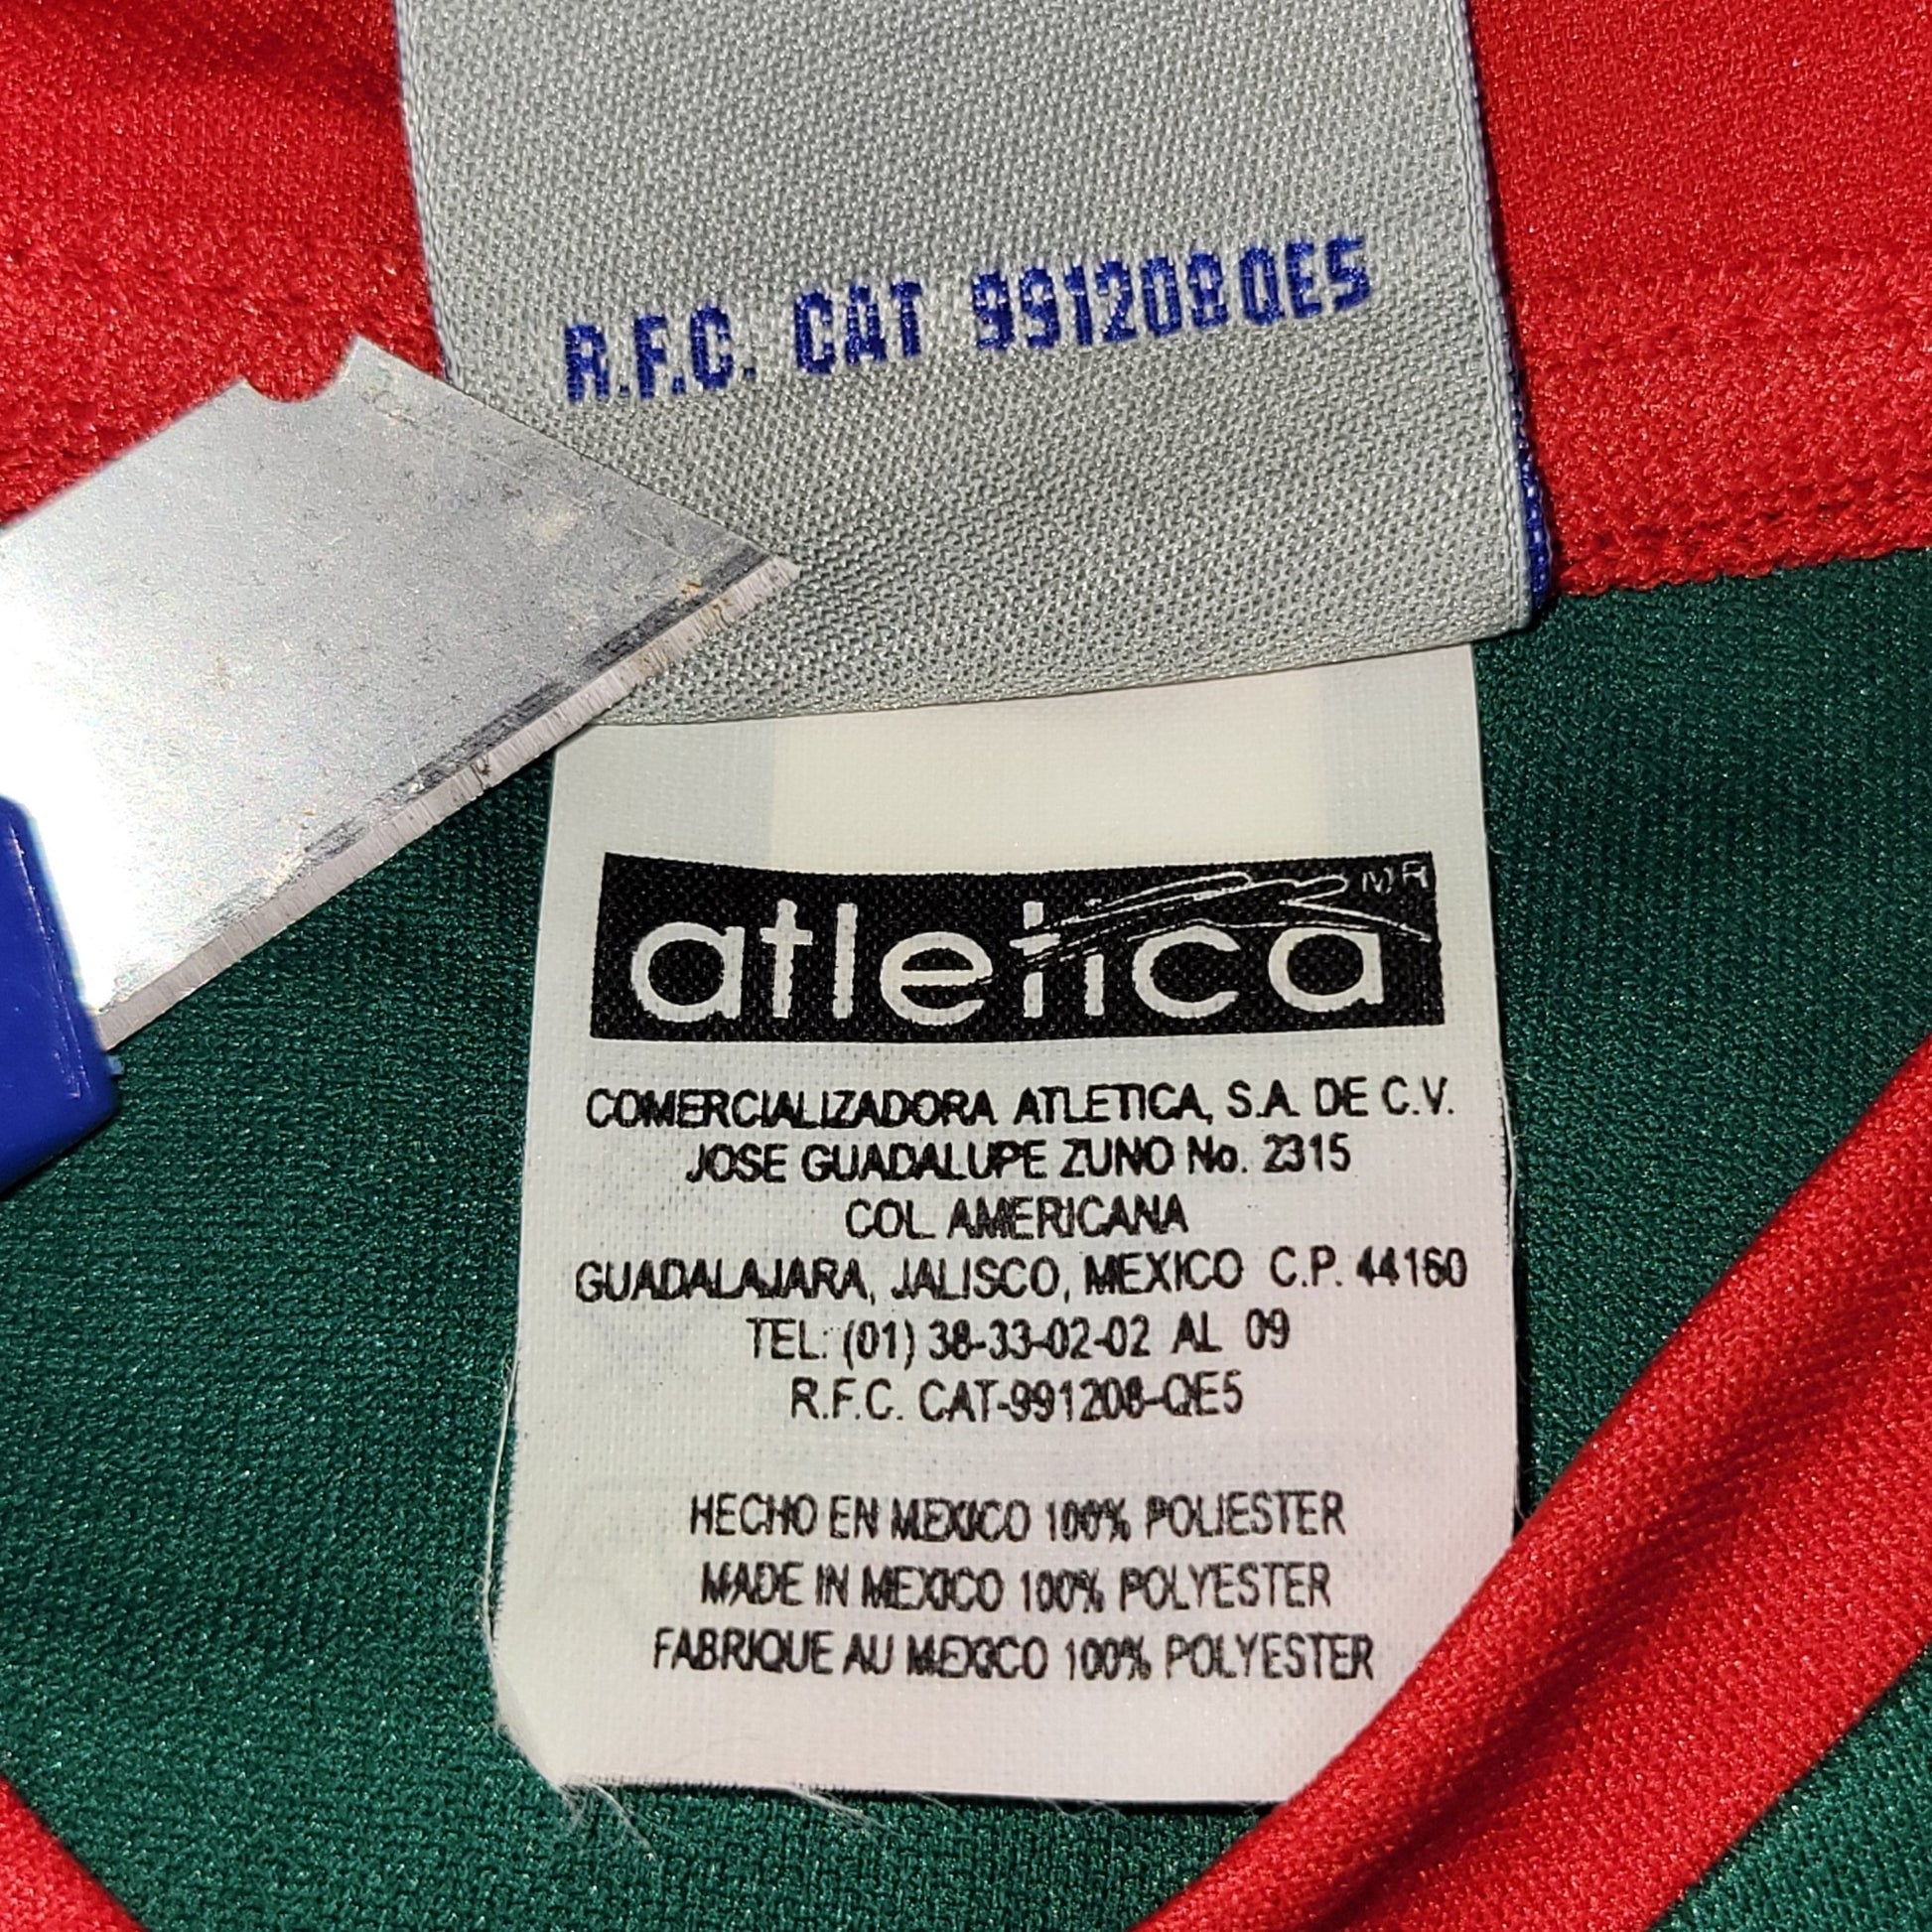 R.F.C. CAT 991208QE5
atletica MR
COMERCIALIZADORA ATLETICA, S.A. DE C.V.
JOSE GUADALUPE ZUNO No. 2315
COL. AMERICANA
GUADALAJARA, JALISCO, MEXICO C.P. 44160
TEL: (01) 38-33-02-02 AL 09
R.F.C. CAT-991208-QE5
HECHO EN MEXICO 100% POLIESTER
MADE IN MEXICO 100% POLYESTER
FABRIQUE AU MEXICO 100% POLYESTER